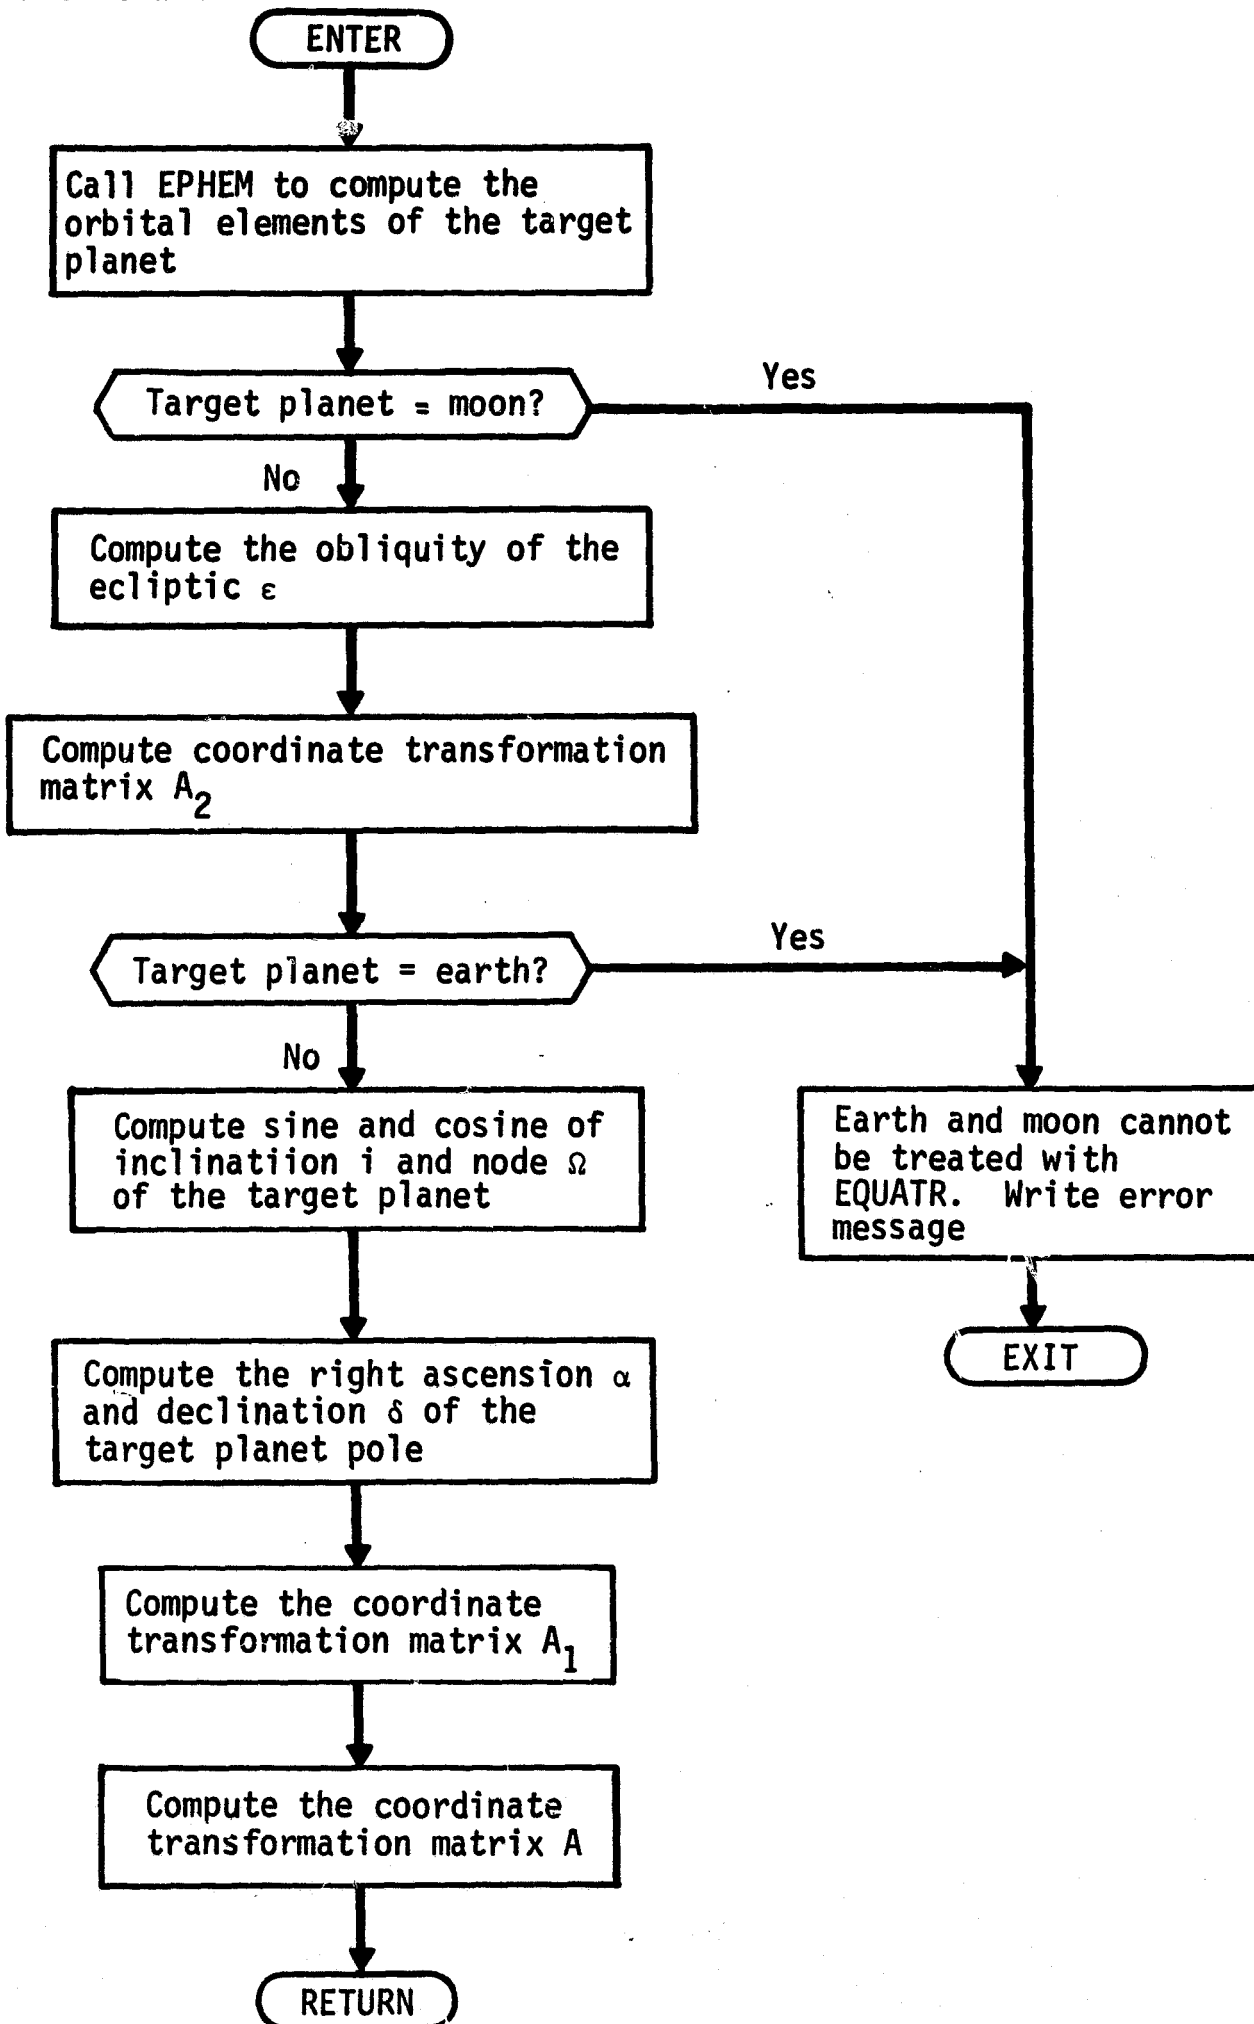 ENTER
Call EPHEM to compute the
orbital elements of the target
planet
Target planet = moon?
Yes
No
Compute the obliquity of the
ecliptic ε
Compute coordinate transformation
matrix A₂
Target planet = earth?
Yes
No
Compute sine and cosine of
inclinatiion i and node Ω
of the target planet
Earth and moon cannot
be treated with
EQUATR. Write error
message
EXIT
Compute the right ascension α
and declination δ of the
target planet pole
Compute the coordinate
transformation matrix A₁
Compute the coordinate
transformation matrix A
RETURN